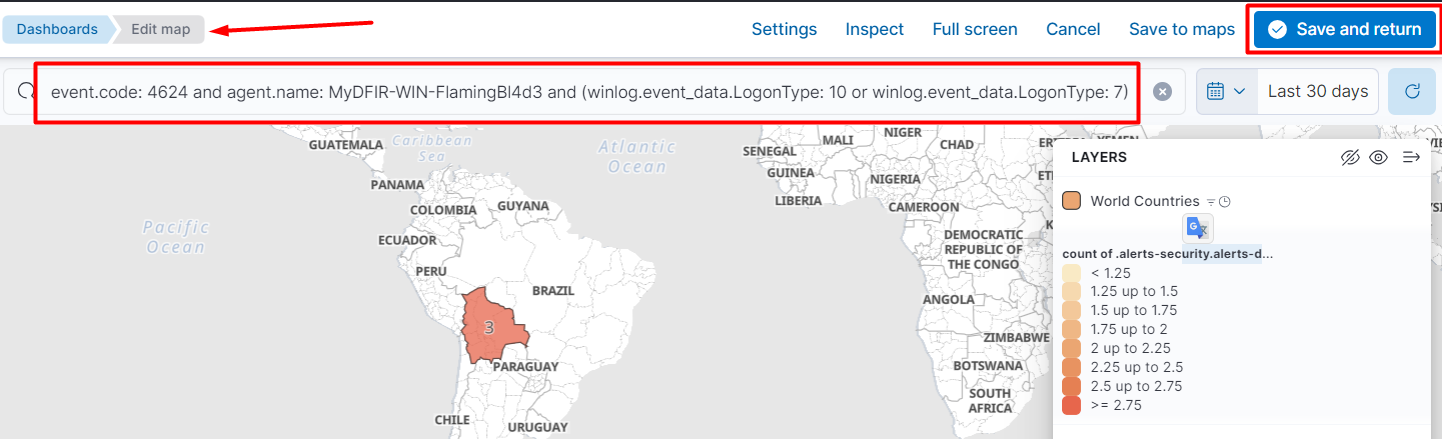 Dashboards
Edit map
Settings
Inspect
Full screen
Cancel
Save to maps
Save and return
event.code: 4624 and agent.name: MyDFIR-WIN-FlamingBl4d3 and (winlog.event_data.LogonType: 10 or winlog.event_data.LogonType: 7)
Last 30 days
GUATEMALA
Caribbean
Sea
Atlantic
Ocean
SENEGAL
MALI
NIGER
CHAD
YEMEN
GUINEA
NIGERIA
LIBERIA
CAMEROON
PANAMA
COLOMBIA
GUYANA
Pacific
Ocean
ECUADOR
PERU
BRAZIL
3
PARAGUAY
CHILE
URUGUAY
DEMOCRATIC
REPUBLIC OF
THE CONGO
ANGOLA
ZIMBABWE
BOTSWANA
SOUTH
AFRICA
LAYERS
World Countries
G
count of .alerts-security.alerts-d...
< 1.25
1.25 up to 1.5
1.5 up to 1.75
1.75 up to 2
2 up to 2.25
2.25 up to 2.5
2.5 up to 2.75
>= 2.75